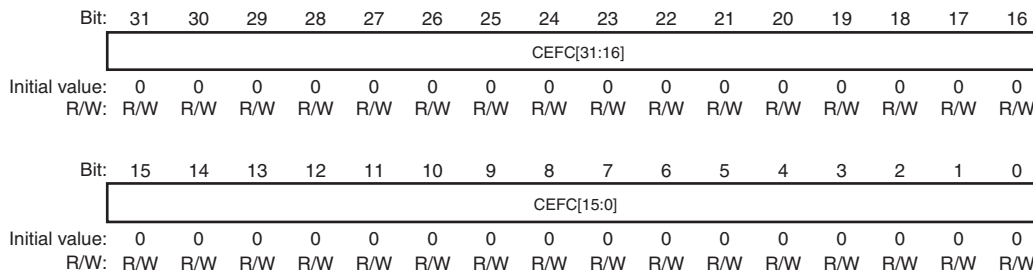 Bit: 31 30 29 28 27 26 25 24 23 22 21 20 19 18 17 16
CEFC[31:16]
Initial value: 0 0 0 0 0 0 0 0 0 0 0 0 0 0 0 0
R/W: R/W R/W R/W R/W R/W R/W R/W R/W R/W R/W R/W R/W R/W R/W R/W R/W
Bit: 15 14 13 12 11 10 9 8 7 6 5 4 3 2 1 0
CEFC[15:0]
Initial value: 0 0 0 0 0 0 0 0 0 0 0 0 0 0 0 0
R/W: R/W R/W R/W R/W R/W R/W R/W R/W R/W R/W R/W R/W R/W R/W R/W R/W